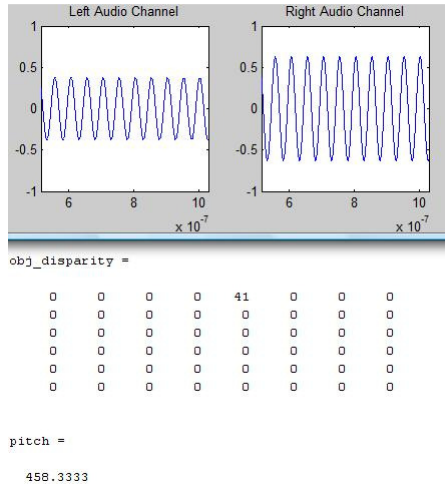 Left Audio Channel Right Audio Channel
1 1
0.5 0.5
0 0
-0.5 -0.5
-1 -1
6 8 10 6 8 10
x 10^-7 x 10^-7
obj_disparity =
0 0 0 0 41 0 0 0
0 0 0 0 0 0 0 0
0 0 0 0 0 0 0 0
0 0 0 0 0 0 0 0
0 0 0 0 0 0 0 0
0 0 0 0 0 0 0 0
pitch =
458.3333